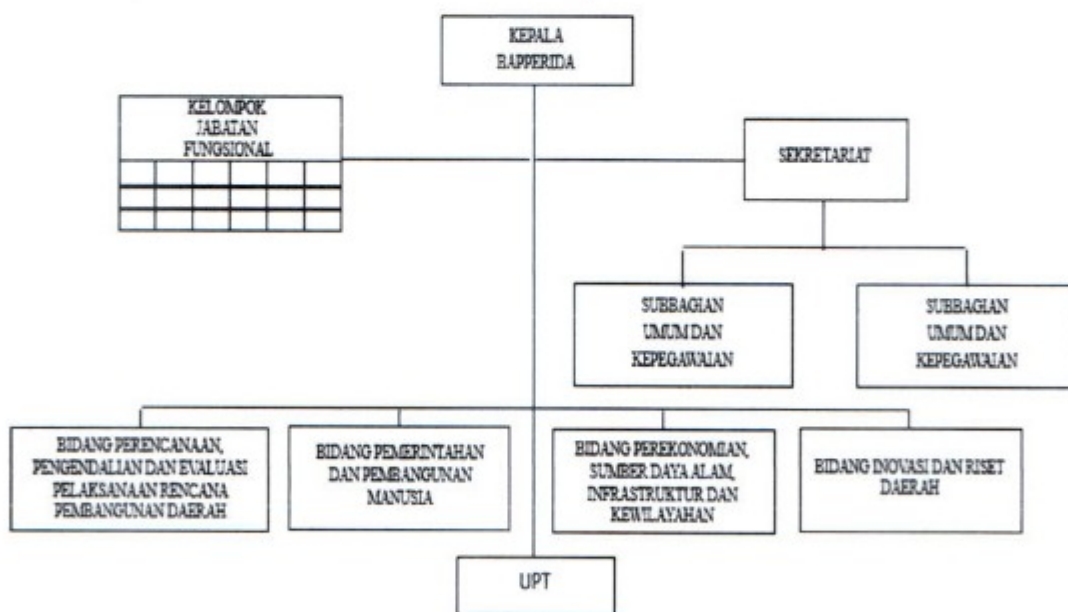 KEPALA
BAPPERIDA
KELOMPOK
JABATAN
FUNGSIONAL
SEKRETARIAT
SUBBAGIAN
UMUM DAN
KEPEGAWAIAN
SUBBAGIAN
UMUM DAN
KEPEGAWAIAN
BIDANG PERENCANAAN,
PENGENDALIAN DAN EVALUASI
PELAKSANAAN RENCANA
PEMBANGUNAN DAERAH
BIDANG PEMERINTAHAN
DAN PEMBANGUNAN
MANUSIA
BIDANG PEREKONOMIAN,
SUMBER DAYA ALAM,
INFRASTRUKTUR DAN
KEWILAYAHAN
BIDANG INOVASI DAN RISET
DAERAH
UPT